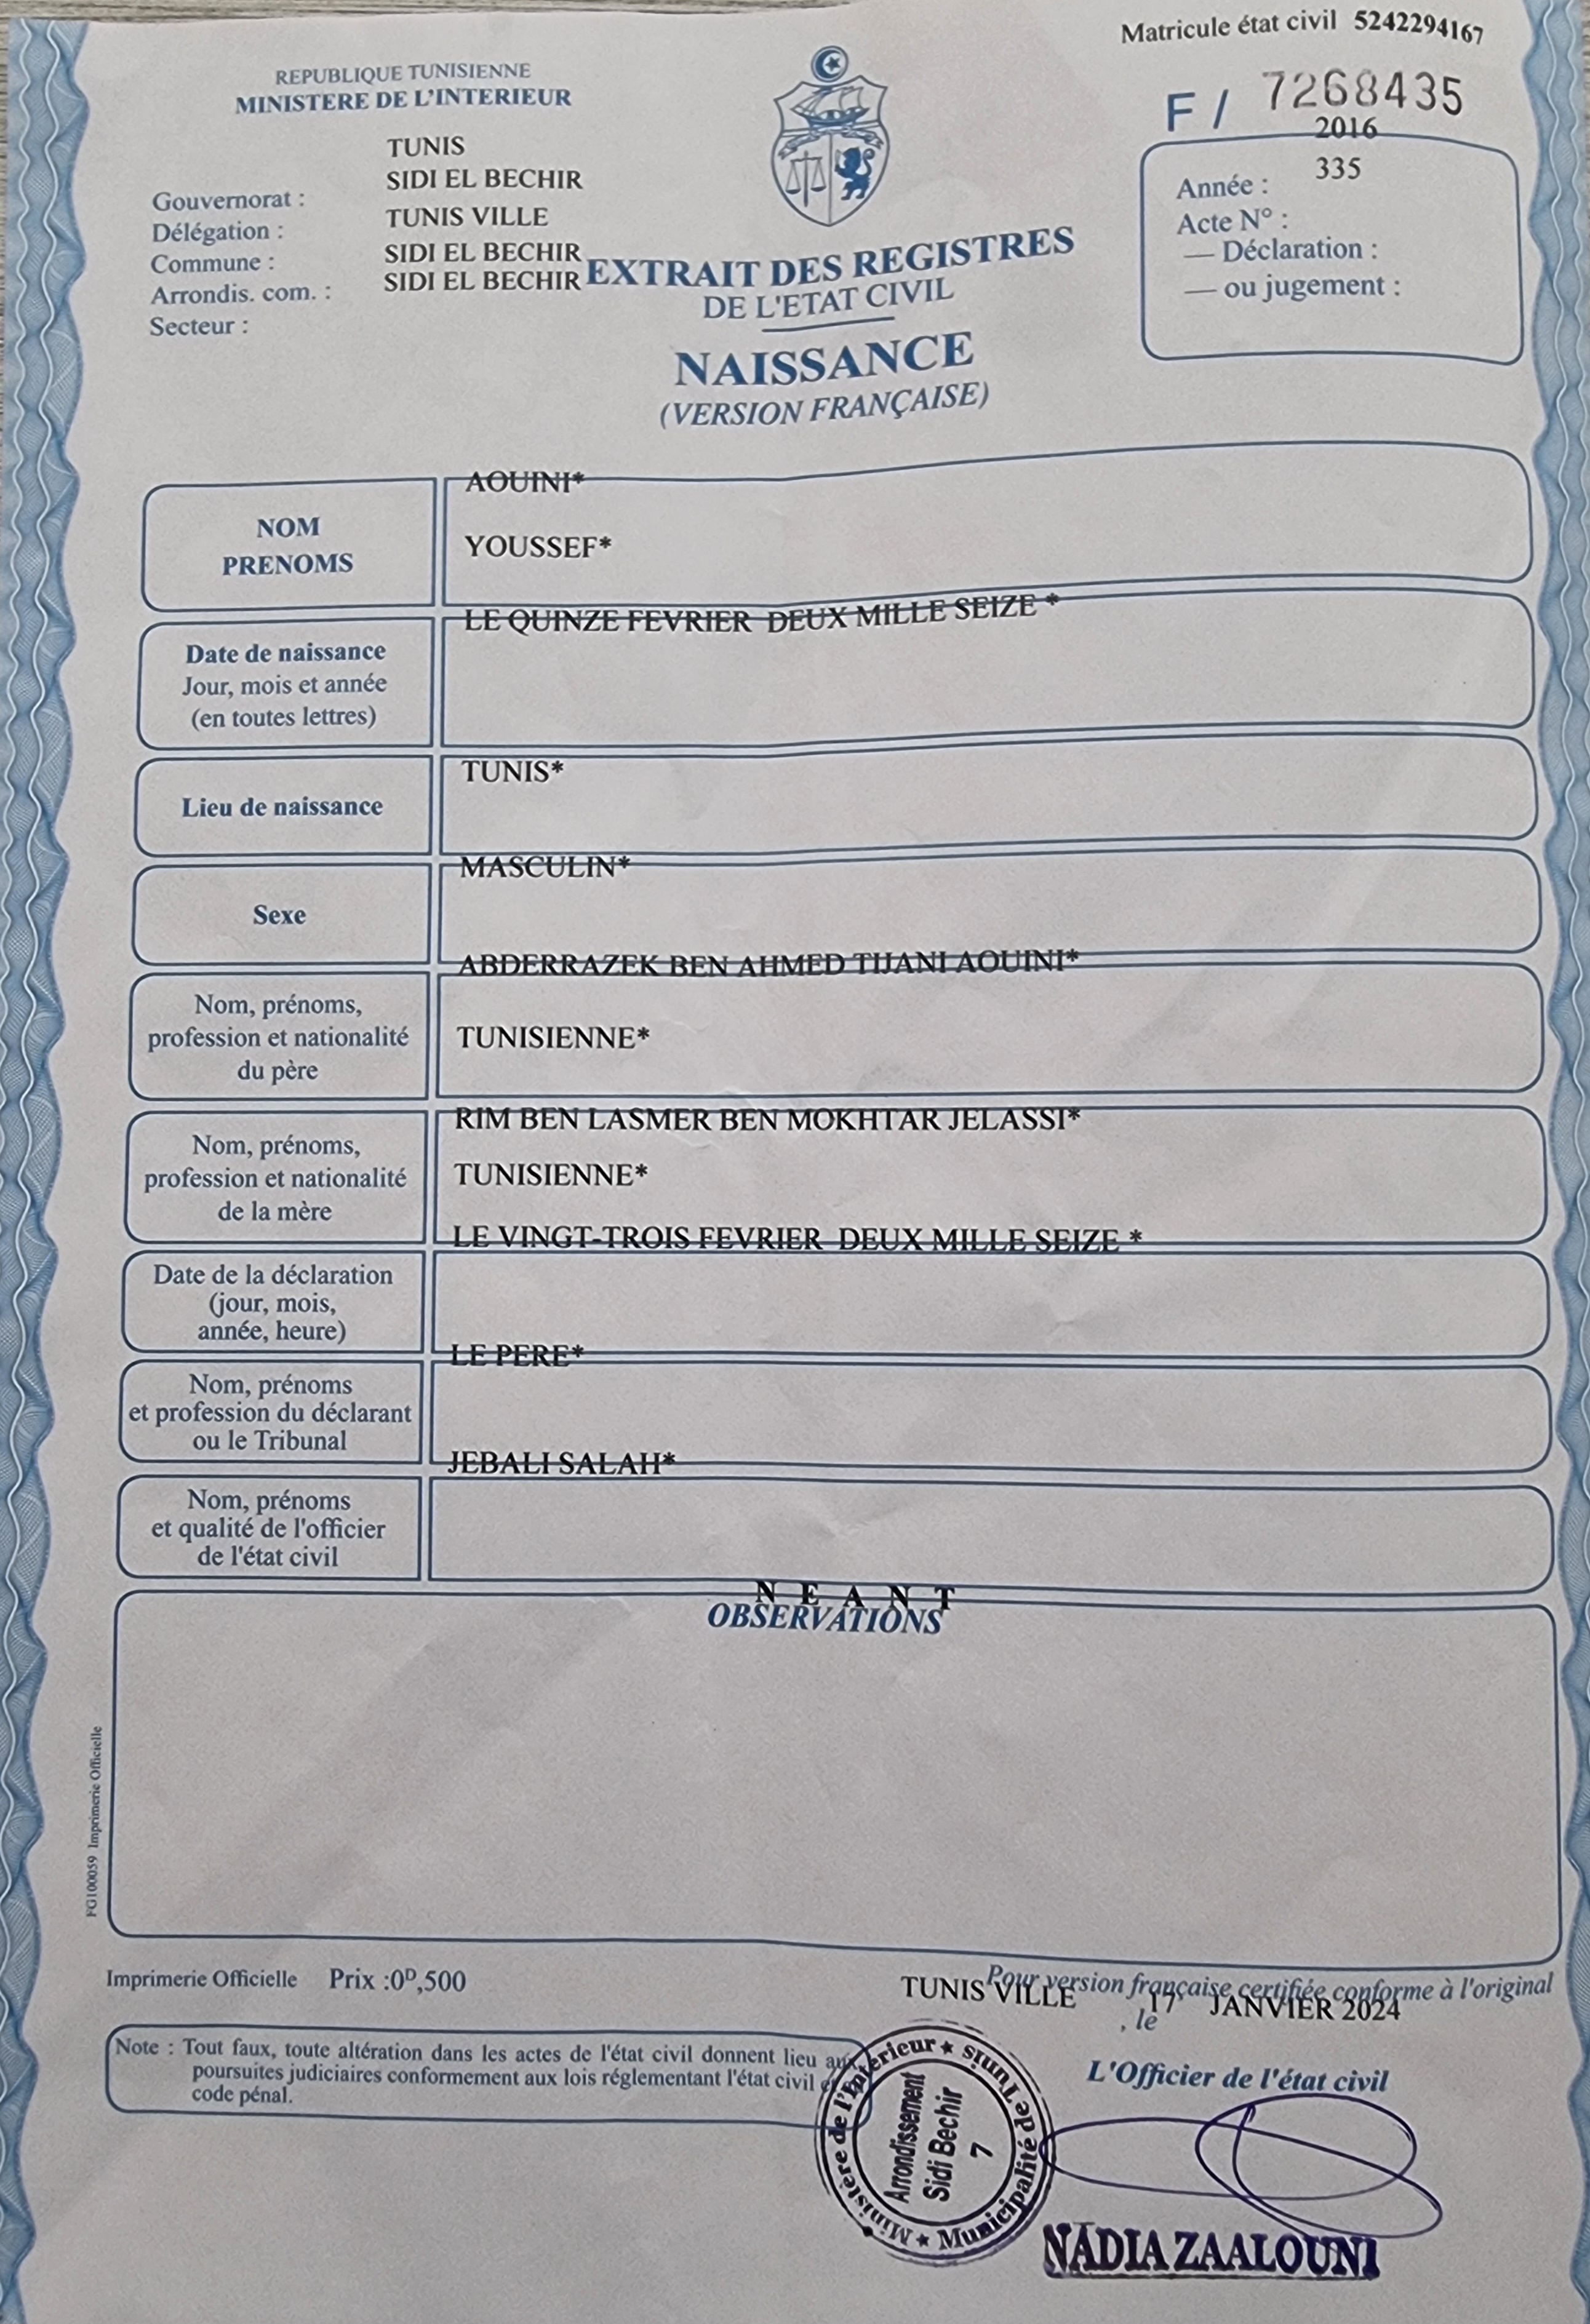 Matricule état civil 5242294167
REPUBLIQUE TUNISIENNE
MINISTERE DE L'INTERIEUR
F / 7268435
TUNIS
SIDI EL BECHIR
Gouvernorat :
TUNIS VILLE
Délégation :
SIDI EL BECHIR
Commune :
SIDI EL BECHIR
Arrondis. com. :
Secteur :
2016
335
Année :
Acte N° :
— Déclaration :
— ou jugement :
EXTRAIT DES REGISTRES
DE L'ETAT CIVIL
NAISSANCE
(VERSION FRANÇAISE)
NOM
PRENOMS
AOUINI*
YOUSSEF*
Date de naissance
Jour, mois et année
(en toutes lettres)
LE QUINZE FEVRIER DEUX MILLE SEIZE *
Lieu de naissance
TUNIS*
Sexe
MASCULIN*
Nom, prénoms,
profession et nationalité
du père
ABDERRAZEK BEN AHMED TIJANI AOUINI*
TUNISIENNE*
Nom, prénoms,
profession et nationalité
de la mère
RIM BEN LASMER BEN MOKHTAR JELASSI*
TUNISIENNE*
Date de la déclaration
(jour, mois,
année, heure)
LE VINGT-TROIS FEVRIER DEUX MILLE SEIZE *
Nom, prénoms
et profession du déclarant
ou le Tribunal
LE PERE*
Nom, prénoms
et qualité de l'officier
de l'état civil
JEBALI SALAH*
N E A N T
OBSERVATIONS
FG100059 Imprimerie Officielle
Imprimerie Officielle Prix :0ᴰ,500
Pour version française certifiée conforme à l'original
TUNIS VILLE , le 17 JANVIER 2024
Note : Tout faux, toute altération dans les actes de l'état civil donnent lieu aux
poursuites judiciaires conformement aux lois réglementant l'état civil et
code pénal.
L'Officier de l'état civil
Ministère de l'Intérieur ★ Municipalité de Tunis ★
Arrondissement
Sidi Bechir
7
NADIA ZAALOUNI